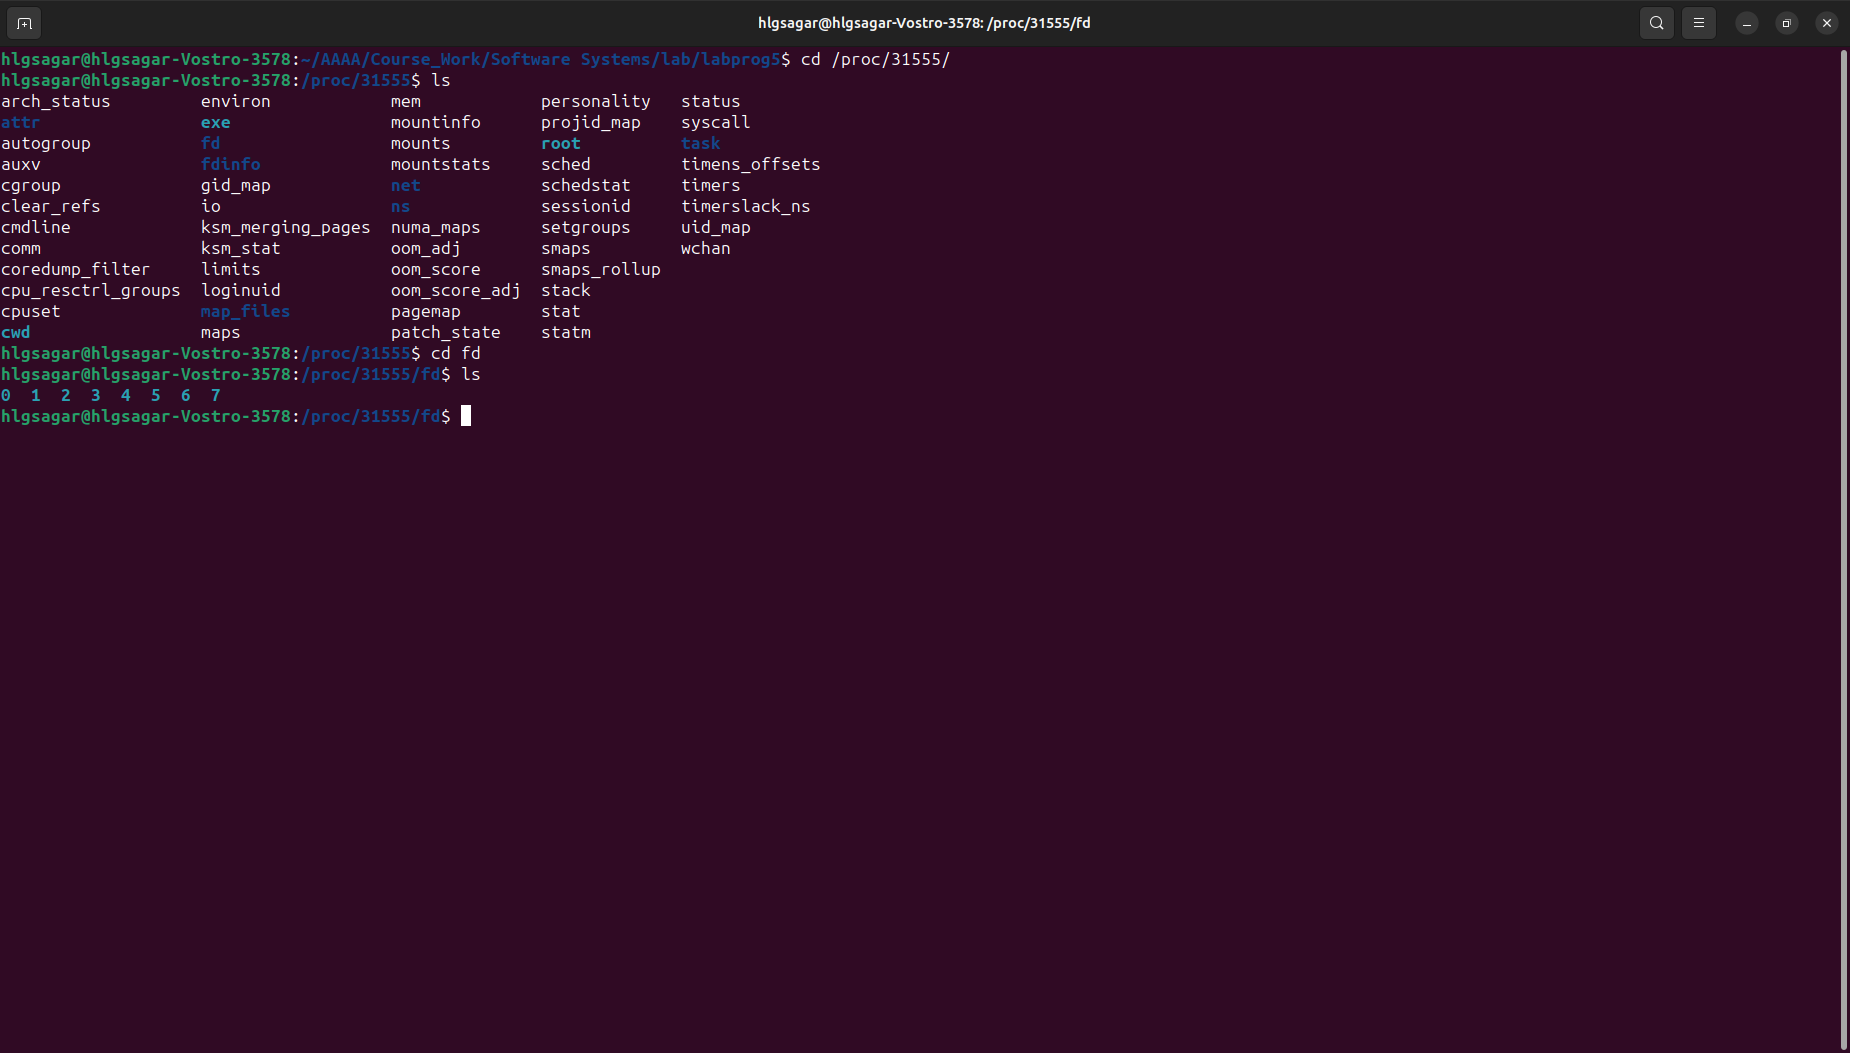 hlgsagar@hlgsagar-Vostro-3578: /proc/31555/fd
hlgsagar@hlgsagar-Vostro-3578:~/AAAA/Course_Work/Software Systems/lab/labprog5$ cd /proc/31555/
hlgsagar@hlgsagar-Vostro-3578:/proc/31555$ ls
arch_status         environ            mem            personality   status
attr                exe                mountinfo      projid_map    syscall
autogroup           fd                 mounts         root          task
auxv                fdinfo             mountstats     sched         timens_offsets
cgroup              gid_map            net            schedstat     timers
clear_refs          io                 ns             sessionid     timerslack_ns
cmdline             ksm_merging_pages  numa_maps      setgroups     uid_map
comm                ksm_stat           oom_adj        smaps         wchan
coredump_filter     limits             oom_score      smaps_rollup
cpu_resctrl_groups  loginuid           oom_score_adj  stack
cpuset              map_files          pagemap        stat
cwd                 maps               patch_state    statm
hlgsagar@hlgsagar-Vostro-3578:/proc/31555$ cd fd
hlgsagar@hlgsagar-Vostro-3578:/proc/31555/fd$ ls
0  1  2  3  4  5  6  7
hlgsagar@hlgsagar-Vostro-3578:/proc/31555/fd$